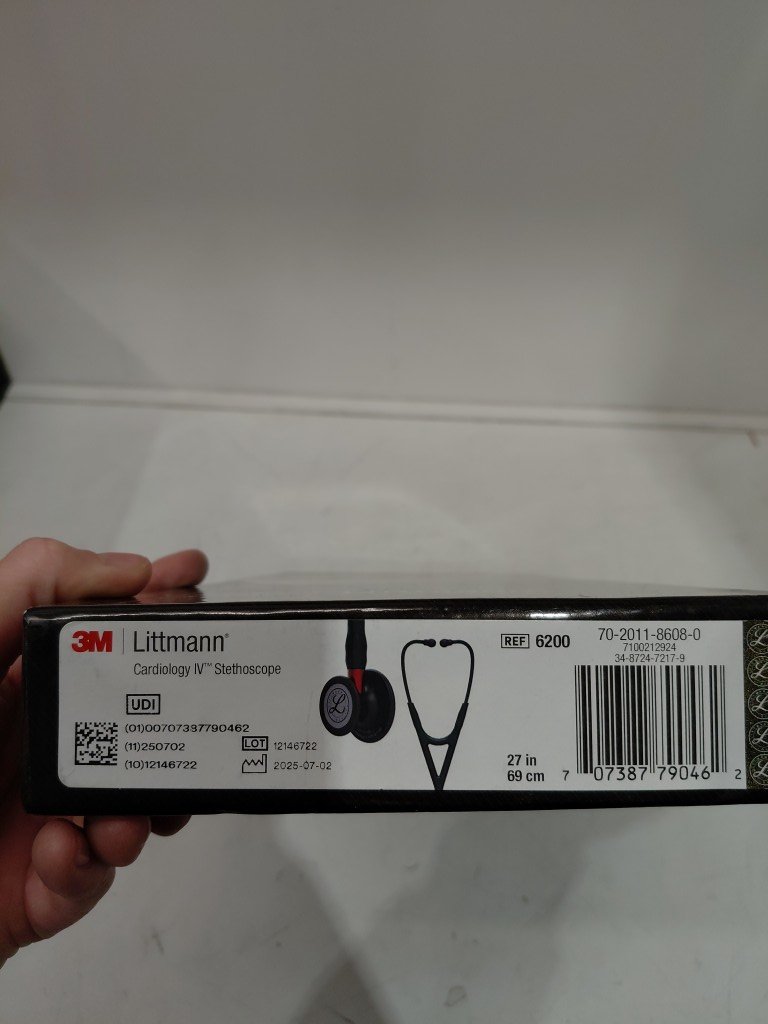 3M | Littmann®
Cardiology IV™ Stethoscope
UDI
(01)00707387790462
(11)250702
(10)12146722
LOT 12146722
2025-07-02
REF 6200
27 in
69 cm
70-2011-8608-0
7100212924
34-8724-7217-9
7 07387 79046 2